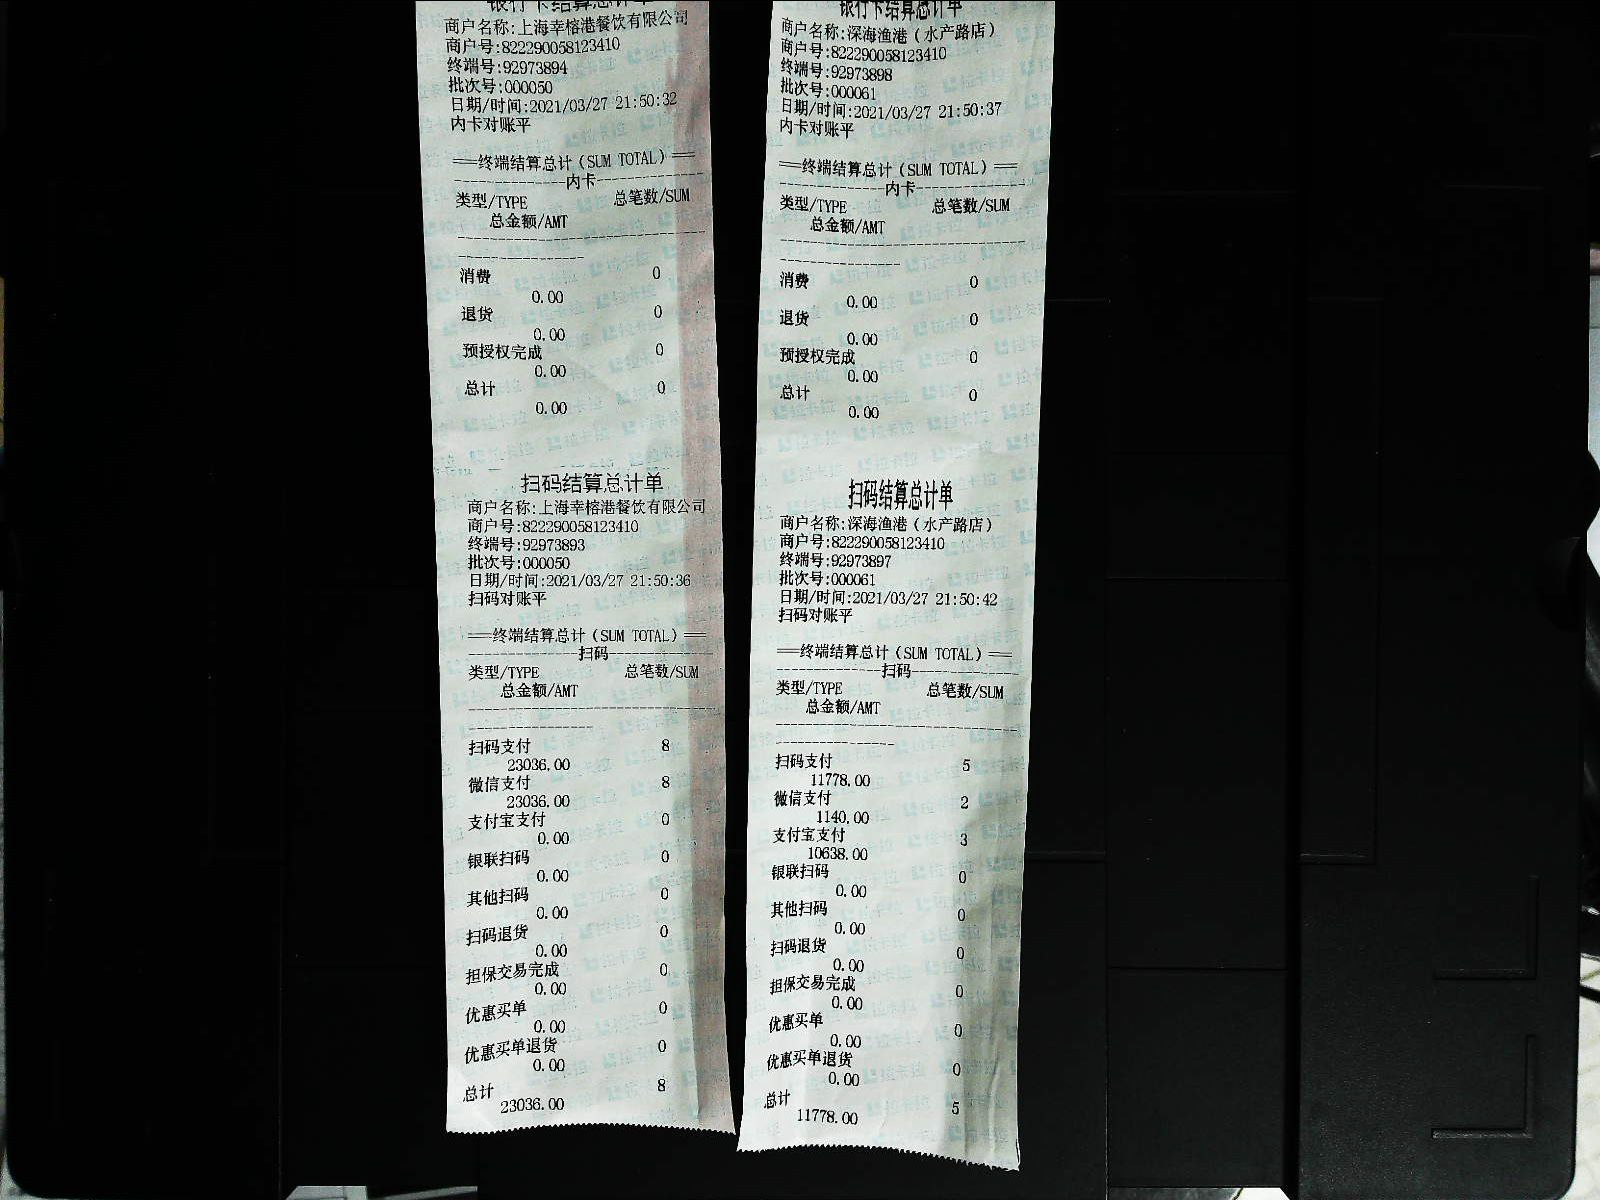 银行卡结算总计单
商户名称:上海幸榕港餐饮有限公司
商户号:822290058123410
终端号:92973894
批次号:000050
日期/时间:2021/03/27 21:50:32
内卡对账平
==终端结算总计(SUM TOTAL)==
----------------内卡----------------
类型/TYPE 总笔数/SUM
总金额/AMT
消费 0
0.00
退货 0
0.00
预授权完成 0
0.00
总计 0
0.00
扫码结算总计单
商户名称:上海幸榕港餐饮有限公司
商户号:822290058123410
终端号:92973893
批次号:000050
日期/时间:2021/03/27 21:50:36
扫码对账平
==终端结算总计(SUM TOTAL)==
----------------扫码----------------
类型/TYPE 总笔数/SUM
总金额/AMT
扫码支付 8
23036.00
微信支付 8
23036.00
支付宝支付 0
0.00
银联扫码 0
0.00
其他扫码 0
0.00
扫码退货 0
0.00
担保交易完成 0
0.00
优惠买单 0
0.00
优惠买单退货 0
0.00
总计 8
23036.00
银行卡结算总计单
商户名称:深海渔港(水产路店)
商户号:822290058123410
终端号:92973898
批次号:000061
日期/时间:2021/03/27 21:50:37
内卡对账平
==终端结算总计(SUM TOTAL)==
----------------内卡----------------
类型/TYPE 总笔数/SUM
总金额/AMT
消费 0
0.00
退货 0
0.00
预授权完成 0
0.00
总计 0
0.00
扫码结算总计单
商户名称:深海渔港(水产路店)
商户号:822290058123410
终端号:92973897
批次号:000061
日期/时间:2021/03/27 21:50:42
扫码对账平
==终端结算总计(SUM TOTAL)==
----------------扫码----------------
类型/TYPE 总笔数/SUM
总金额/AMT
扫码支付 5
11778.00
微信支付 2
1140.00
支付宝支付 3
10638.00
银联扫码 0
0.00
其他扫码 0
0.00
扫码退货 0
0.00
担保交易完成 0
0.00
优惠买单 0
0.00
优惠买单退货 0
0.00
总计 5
11778.00